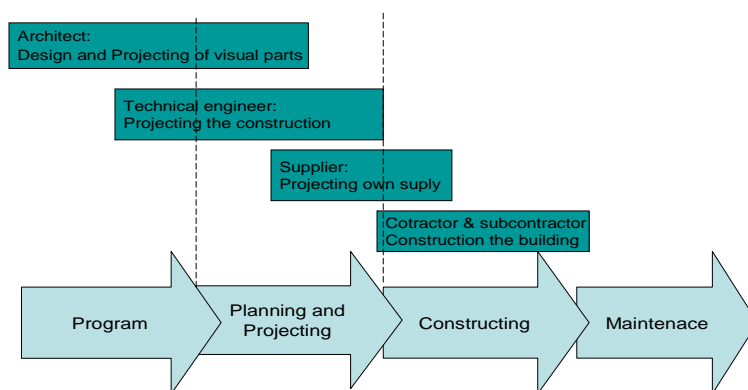 Architect:
Design and Projecting of visual parts
Technical engineer:
Projecting the construction
Supplier:
Projecting own suply
Cotractor & subcontractor
Construction the building
Program
Planning and
Projecting
Constructing
Maintenace